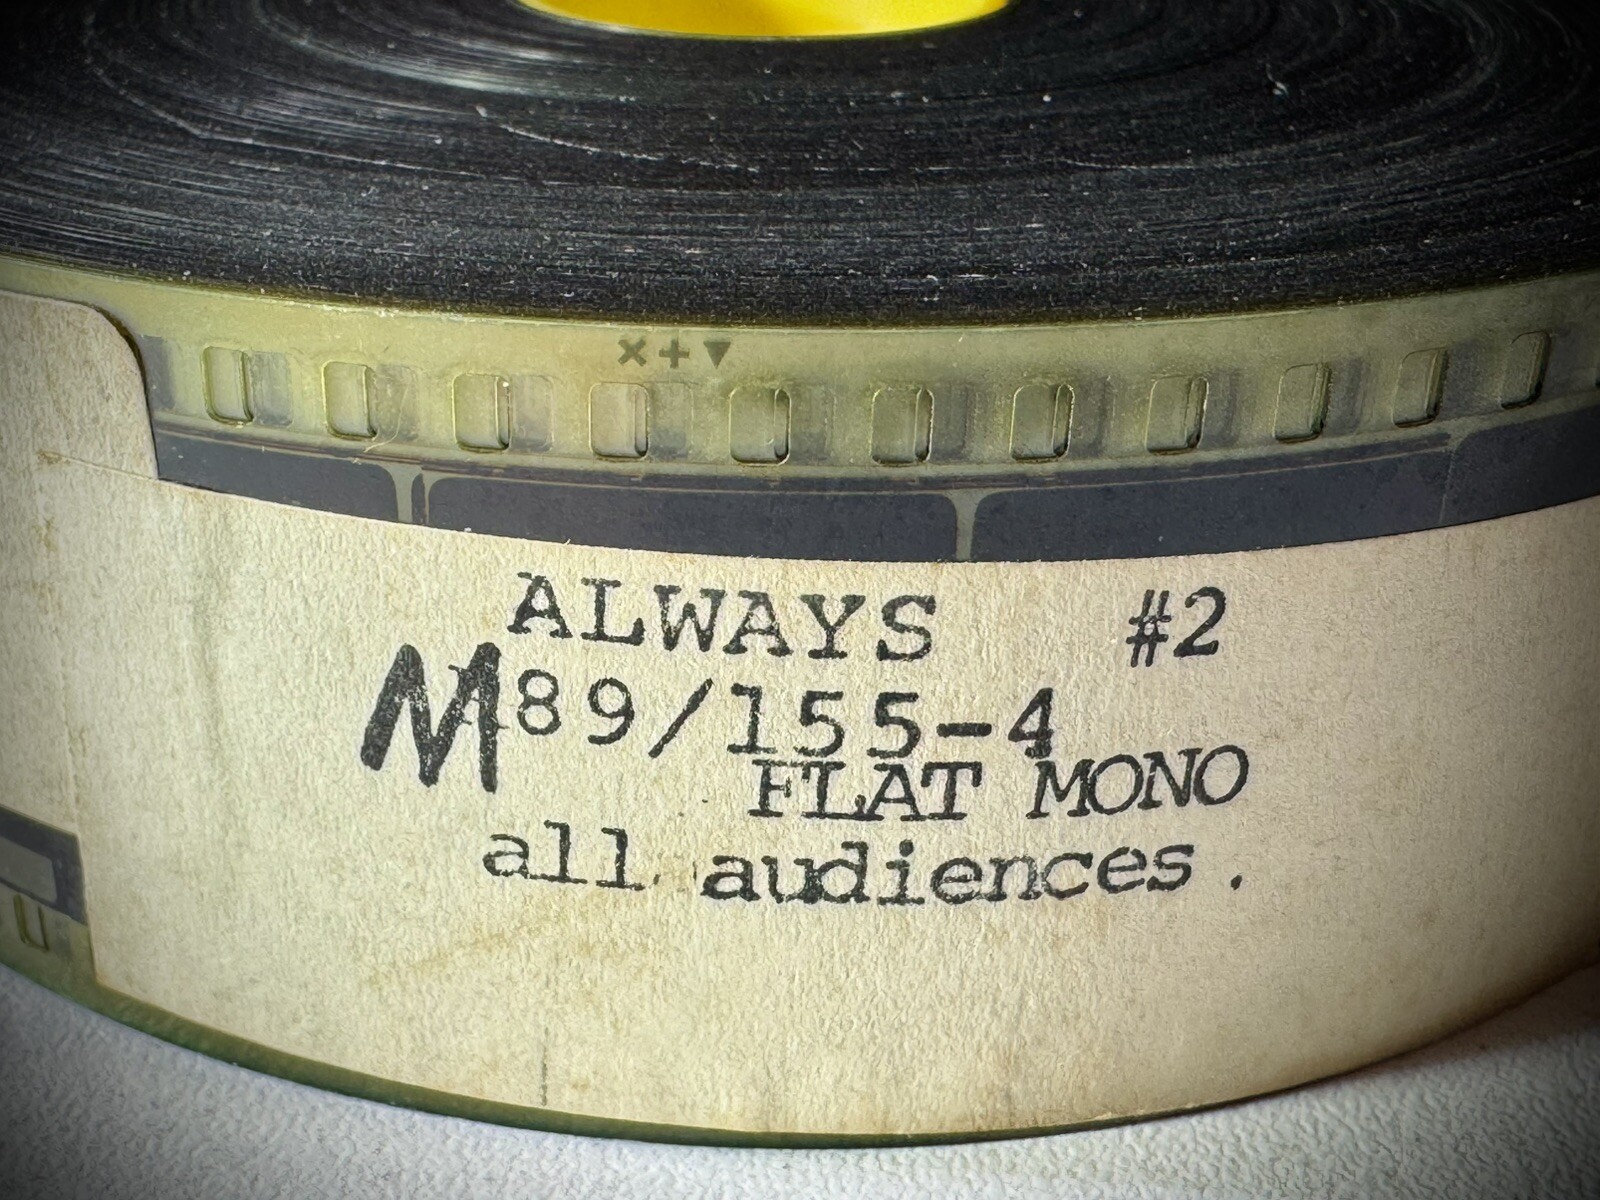 ×+▼
ALWAYS #2
M89/155-4
FLAT MONO
all audiences.